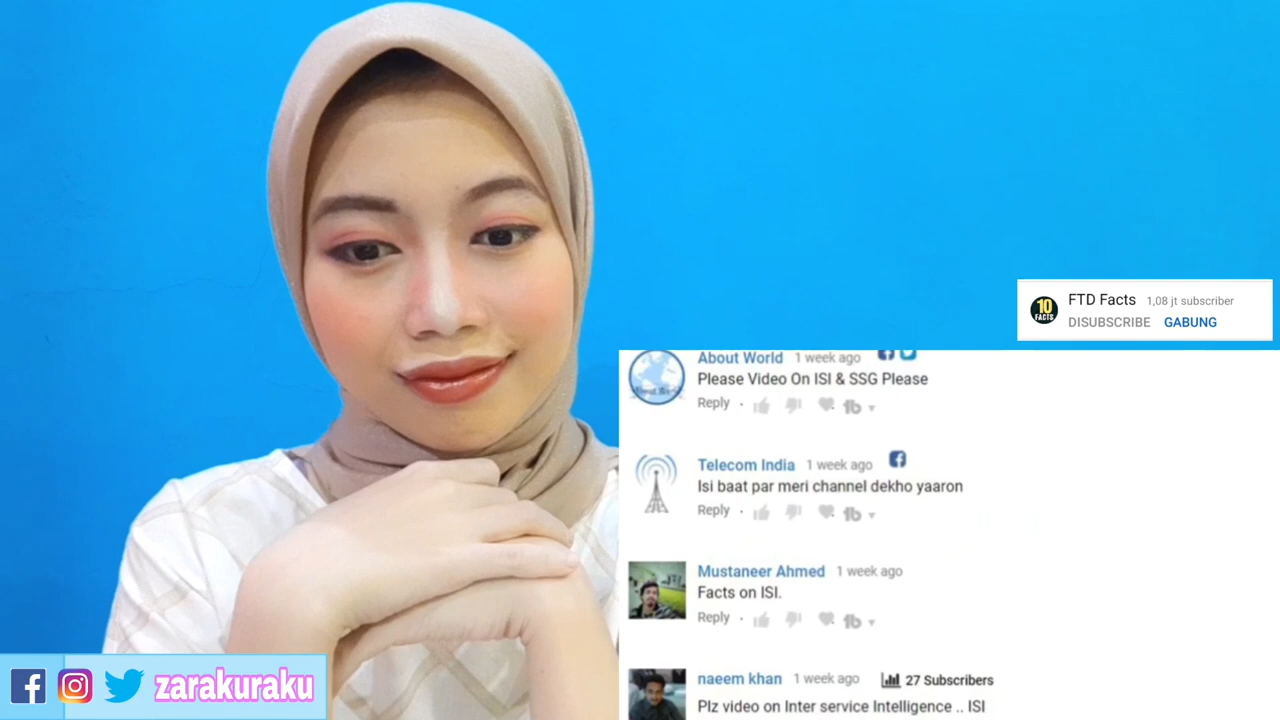 10
FACTS
FTD Facts 1,08 jt subscriber
DISUBSCRIBE GABUNG
About World 1 week ago
Please Video On ISI & SSG Please
Reply
Telecom India 1 week ago
Isi baat par meri channel dekho yaaron
Reply
Mustaneer Ahmed 1 week ago
Facts on ISI.
Reply
naeem khan 1 week ago 27 Subscribers
Plz video on Inter service Intelligence .. ISI
zarakuraku